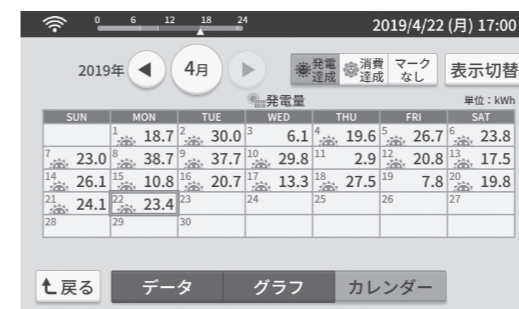 0 6 12 18 24
2019/4/22 (月) 17:00
2019年 ◀ 4月 ▶ 発電達成 消費達成 マークなし 表示切替
発電量 単位：kWh
SUN MON TUE WED THU FRI SAT
1 18.7 2 30.0 3 6.1 4 19.6 5 26.7 6 23.8
7 23.0 8 38.7 9 37.7 10 29.8 11 2.9 12 20.8 13 17.5
14 26.1 15 10.8 16 20.7 17 13.3 18 27.5 19 7.8 20 19.8
21 24.1 22 23.4 23 24 25 26 27
28 29 30
戻る データ グラフ カレンダー